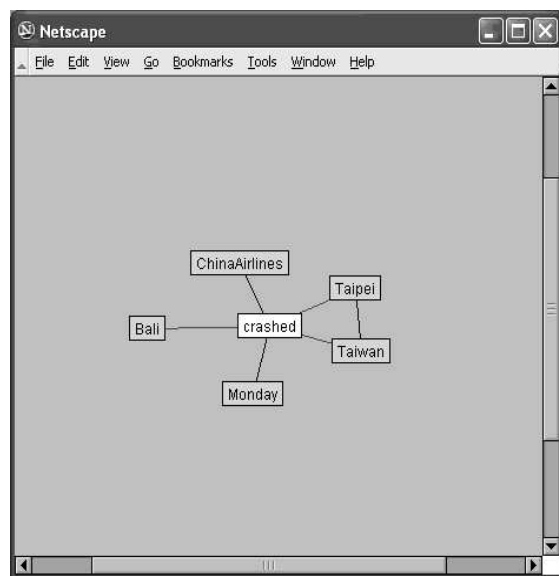 Netscape
File Edit View Go Bookmarks Tools Window Help
ChinaAirlines
Taipei
Bali
crashed
Taiwan
Monday